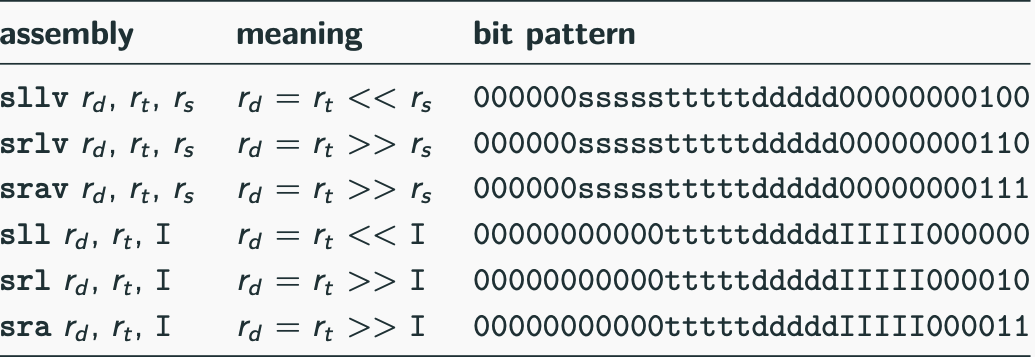 assembly meaning bit pattern
sllv r_d, r_t, r_s r_d = r_t << r_s 000000ssssstttttddddd00000000100
srlv r_d, r_t, r_s r_d = r_t >> r_s 000000ssssstttttddddd00000000110
srav r_d, r_t, r_s r_d = r_t >> r_s 000000ssssstttttddddd00000000111
sll r_d, r_t, I r_d = r_t << I 00000000000tttttdddddIIIII000000
srl r_d, r_t, I r_d = r_t >> I 00000000000tttttdddddIIIII000010
sra r_d, r_t, I r_d = r_t >> I 00000000000tttttdddddIIIII000011